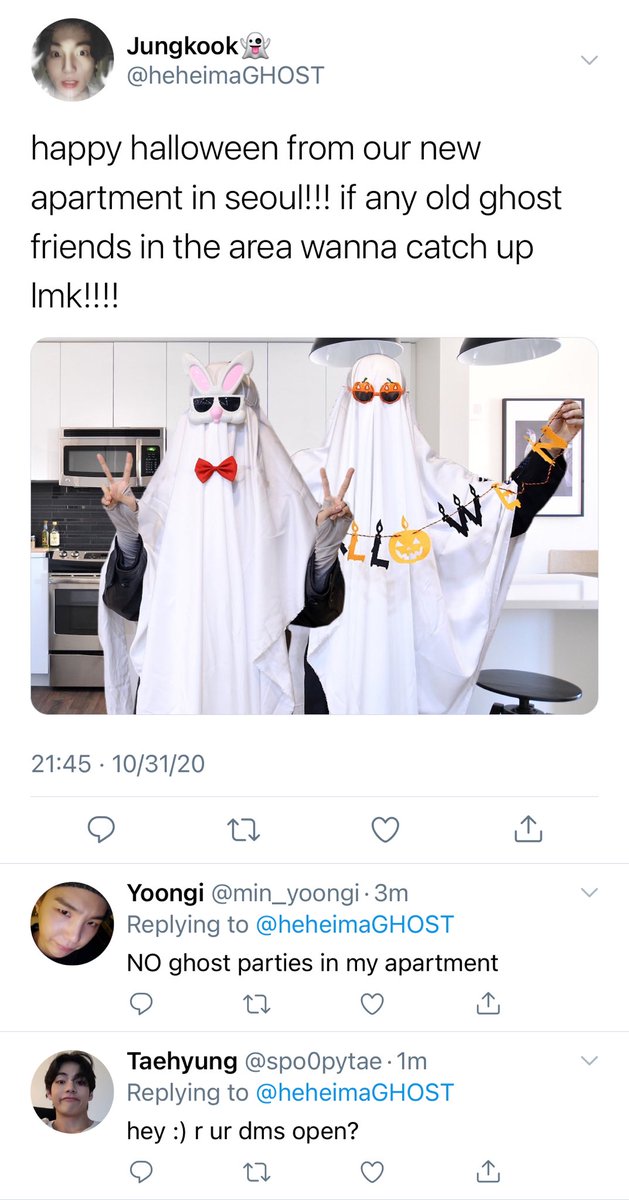 Jungkook👻
@heheimaGHOST
happy halloween from our new
apartment in seoul!!! if any old ghost
friends in the area wanna catch up
lmk!!!!
LLOWEN
21:45 · 10/31/20
Yoongi @min_yoongi · 3m
Replying to @heheimaGHOST
NO ghost parties in my apartment
Taehyung @spo0pytae · 1m
Replying to @heheimaGHOST
hey :) r ur dms open?